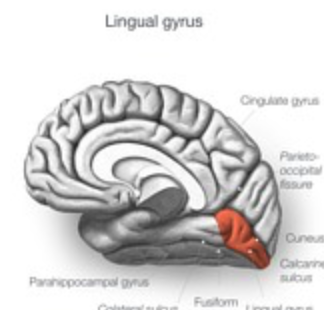 Lingual gyrus
Cingulate gyrus
Parieto-
occipital
fissure
Cuneus
Calcarine
sulcus
Parahippocampal gyrus
Collateral sulcus
Fusiform
Lingual gyrus